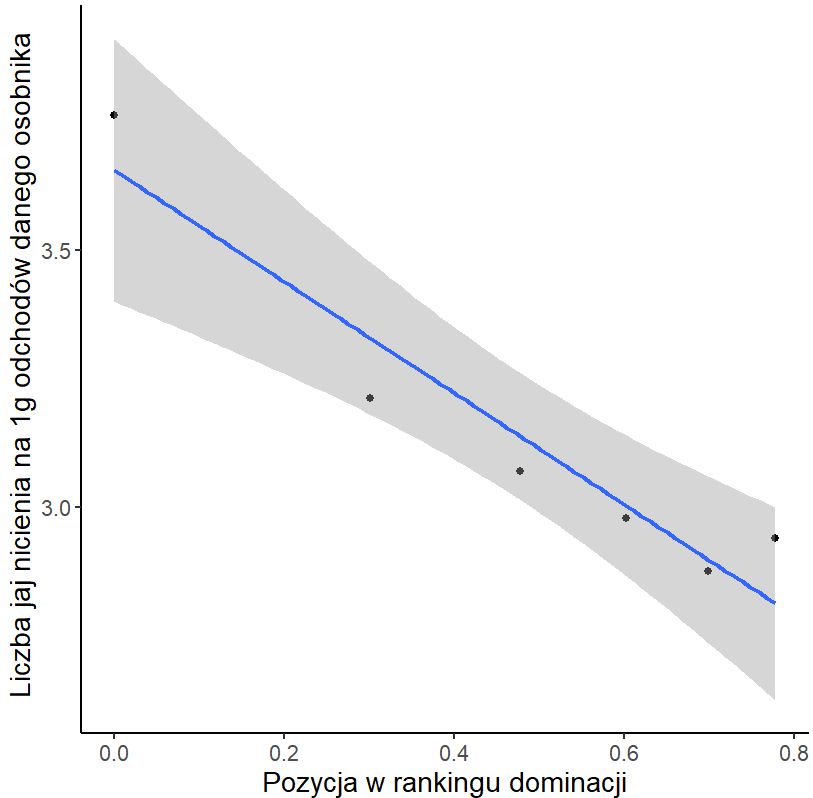 Liczba jaj nicienia na 1g odchodów danego osobnika
3.5
3.0
0.0 0.2 0.4 0.6 0.8
Pozycja w rankingu dominacji